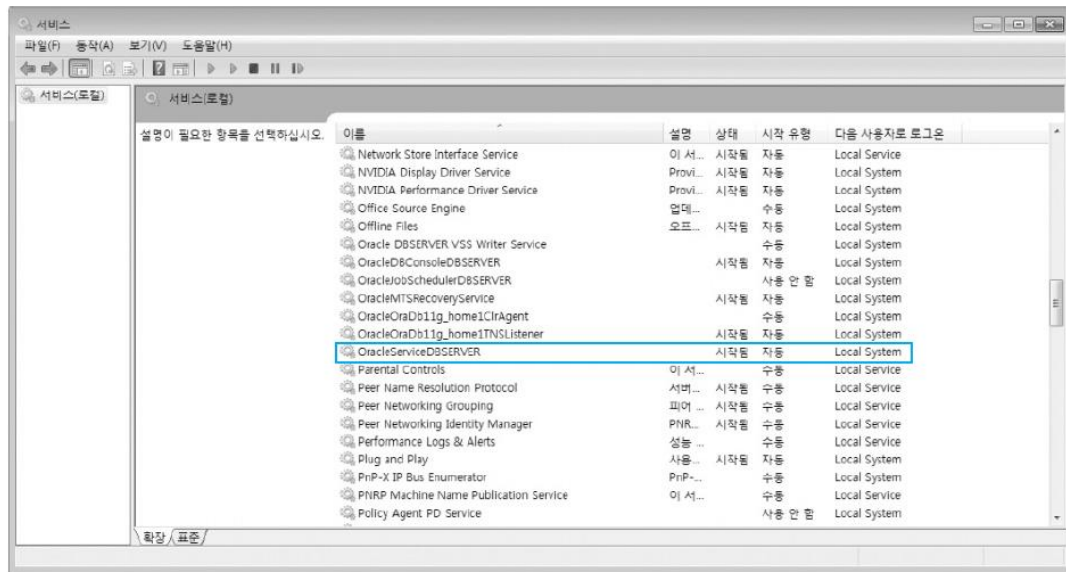 서비스
파일(F) 동작(A) 보기(V) 도움말(H)
서비스(로컬)
서비스(로컬)
설명이 필요한 항목을 선택하십시오.
이름 설명 상태 시작 유형 다음 사용자로 로그온
Network Store Interface Service 이 서... 시작됨 자동 Local Service
NVIDIA Display Driver Service Provi... 시작됨 자동 Local System
NVIDIA Performance Driver Service Provi... 시작됨 자동 Local System
Office Source Engine 업데... 수동 Local System
Offline Files 오프... 시작됨 자동 Local System
Oracle DBSERVER VSS Writer Service 수동 Local System
OracleDBConsoleDBSERVER 시작됨 자동 Local System
OracleJobSchedulerDBSERVER 사용 안 함 Local System
OracleMTSRecoveryService 시작됨 자동 Local System
OracleOraDb11g_home1ClrAgent 수동 Local System
OracleOraDb11g_home1TNSListener 시작됨 자동 Local System
OracleServiceDBSERVER 시작됨 자동 Local System
Parental Controls 이 서... 수동 Local Service
Peer Name Resolution Protocol 서버... 시작됨 수동 Local Service
Peer Networking Grouping 피어 ... 시작됨 수동 Local Service
Peer Networking Identity Manager PNR... 시작됨 수동 Local Service
Performance Logs & Alerts 성능 ... 수동 Local Service
Plug and Play 사용... 시작됨 자동 Local System
PnP-X IP Bus Enumerator PnP-... 수동 Local System
PNRP Machine Name Publication Service 이 서... 수동 Local Service
Policy Agent PD Service 사용 안 함 Local System
확장 표준